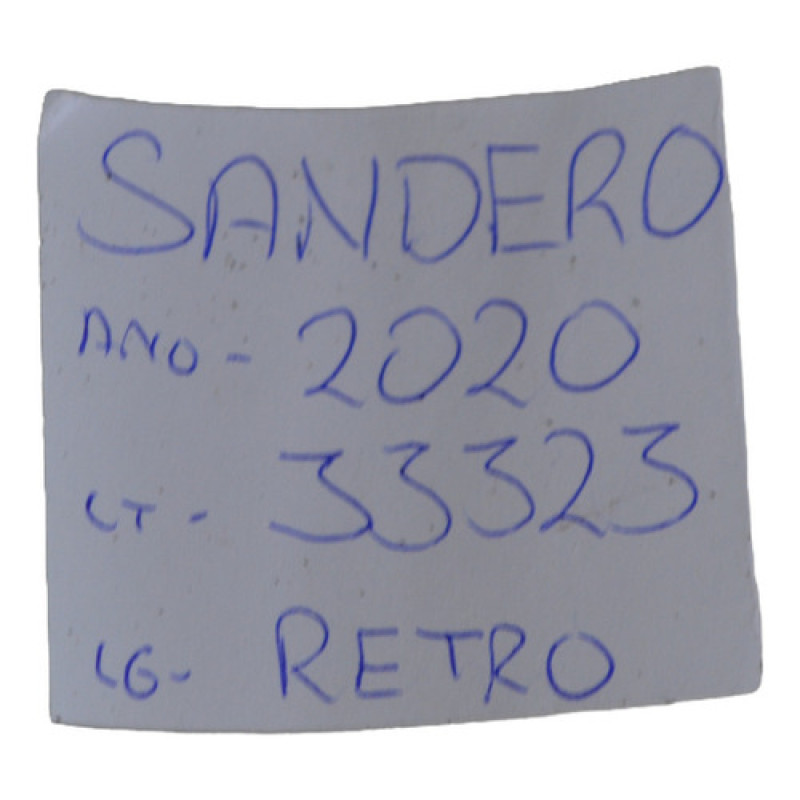 SANDERO
ANO - 2020
LT - 33323
LG - RETRO